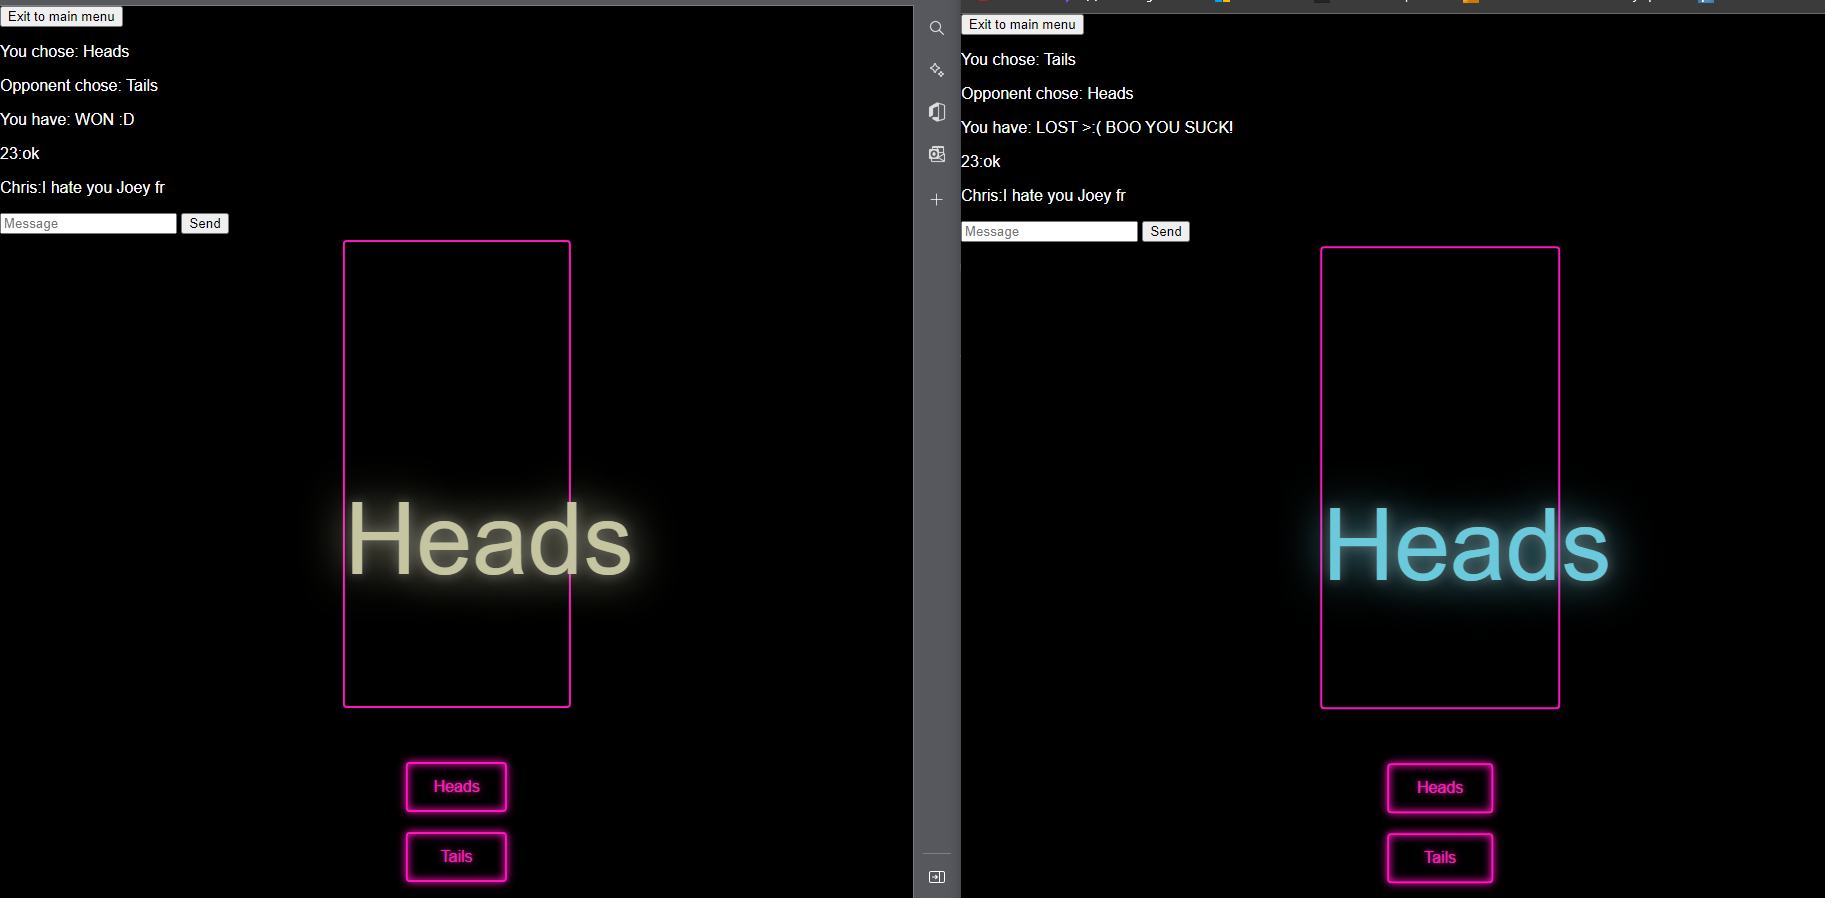 Exit to main menu
You chose: Heads
Opponent chose: Tails
You have: WON :D
23:ok
Chris:I hate you Joey fr
Message
Send
Heads
Heads
Tails
Exit to main menu
You chose: Tails
Opponent chose: Heads
You have: LOST >:( BOO YOU SUCK!
23:ok
Chris:I hate you Joey fr
Message
Send
Heads
Heads
Tails